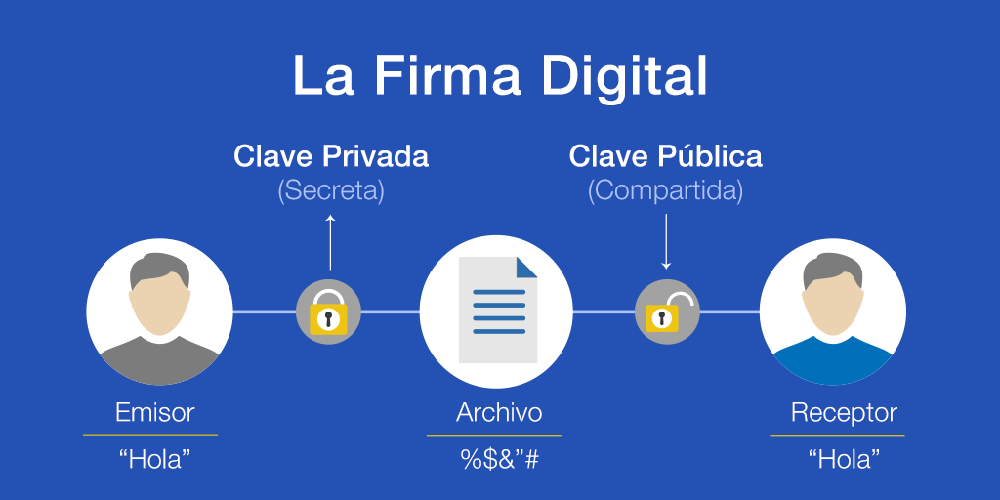 La Firma Digital
Clave Privada
(Secreta)
Clave Pública
(Compartida)
Emisor
Archivo
Receptor
“Hola”
%$&”#
“Hola”